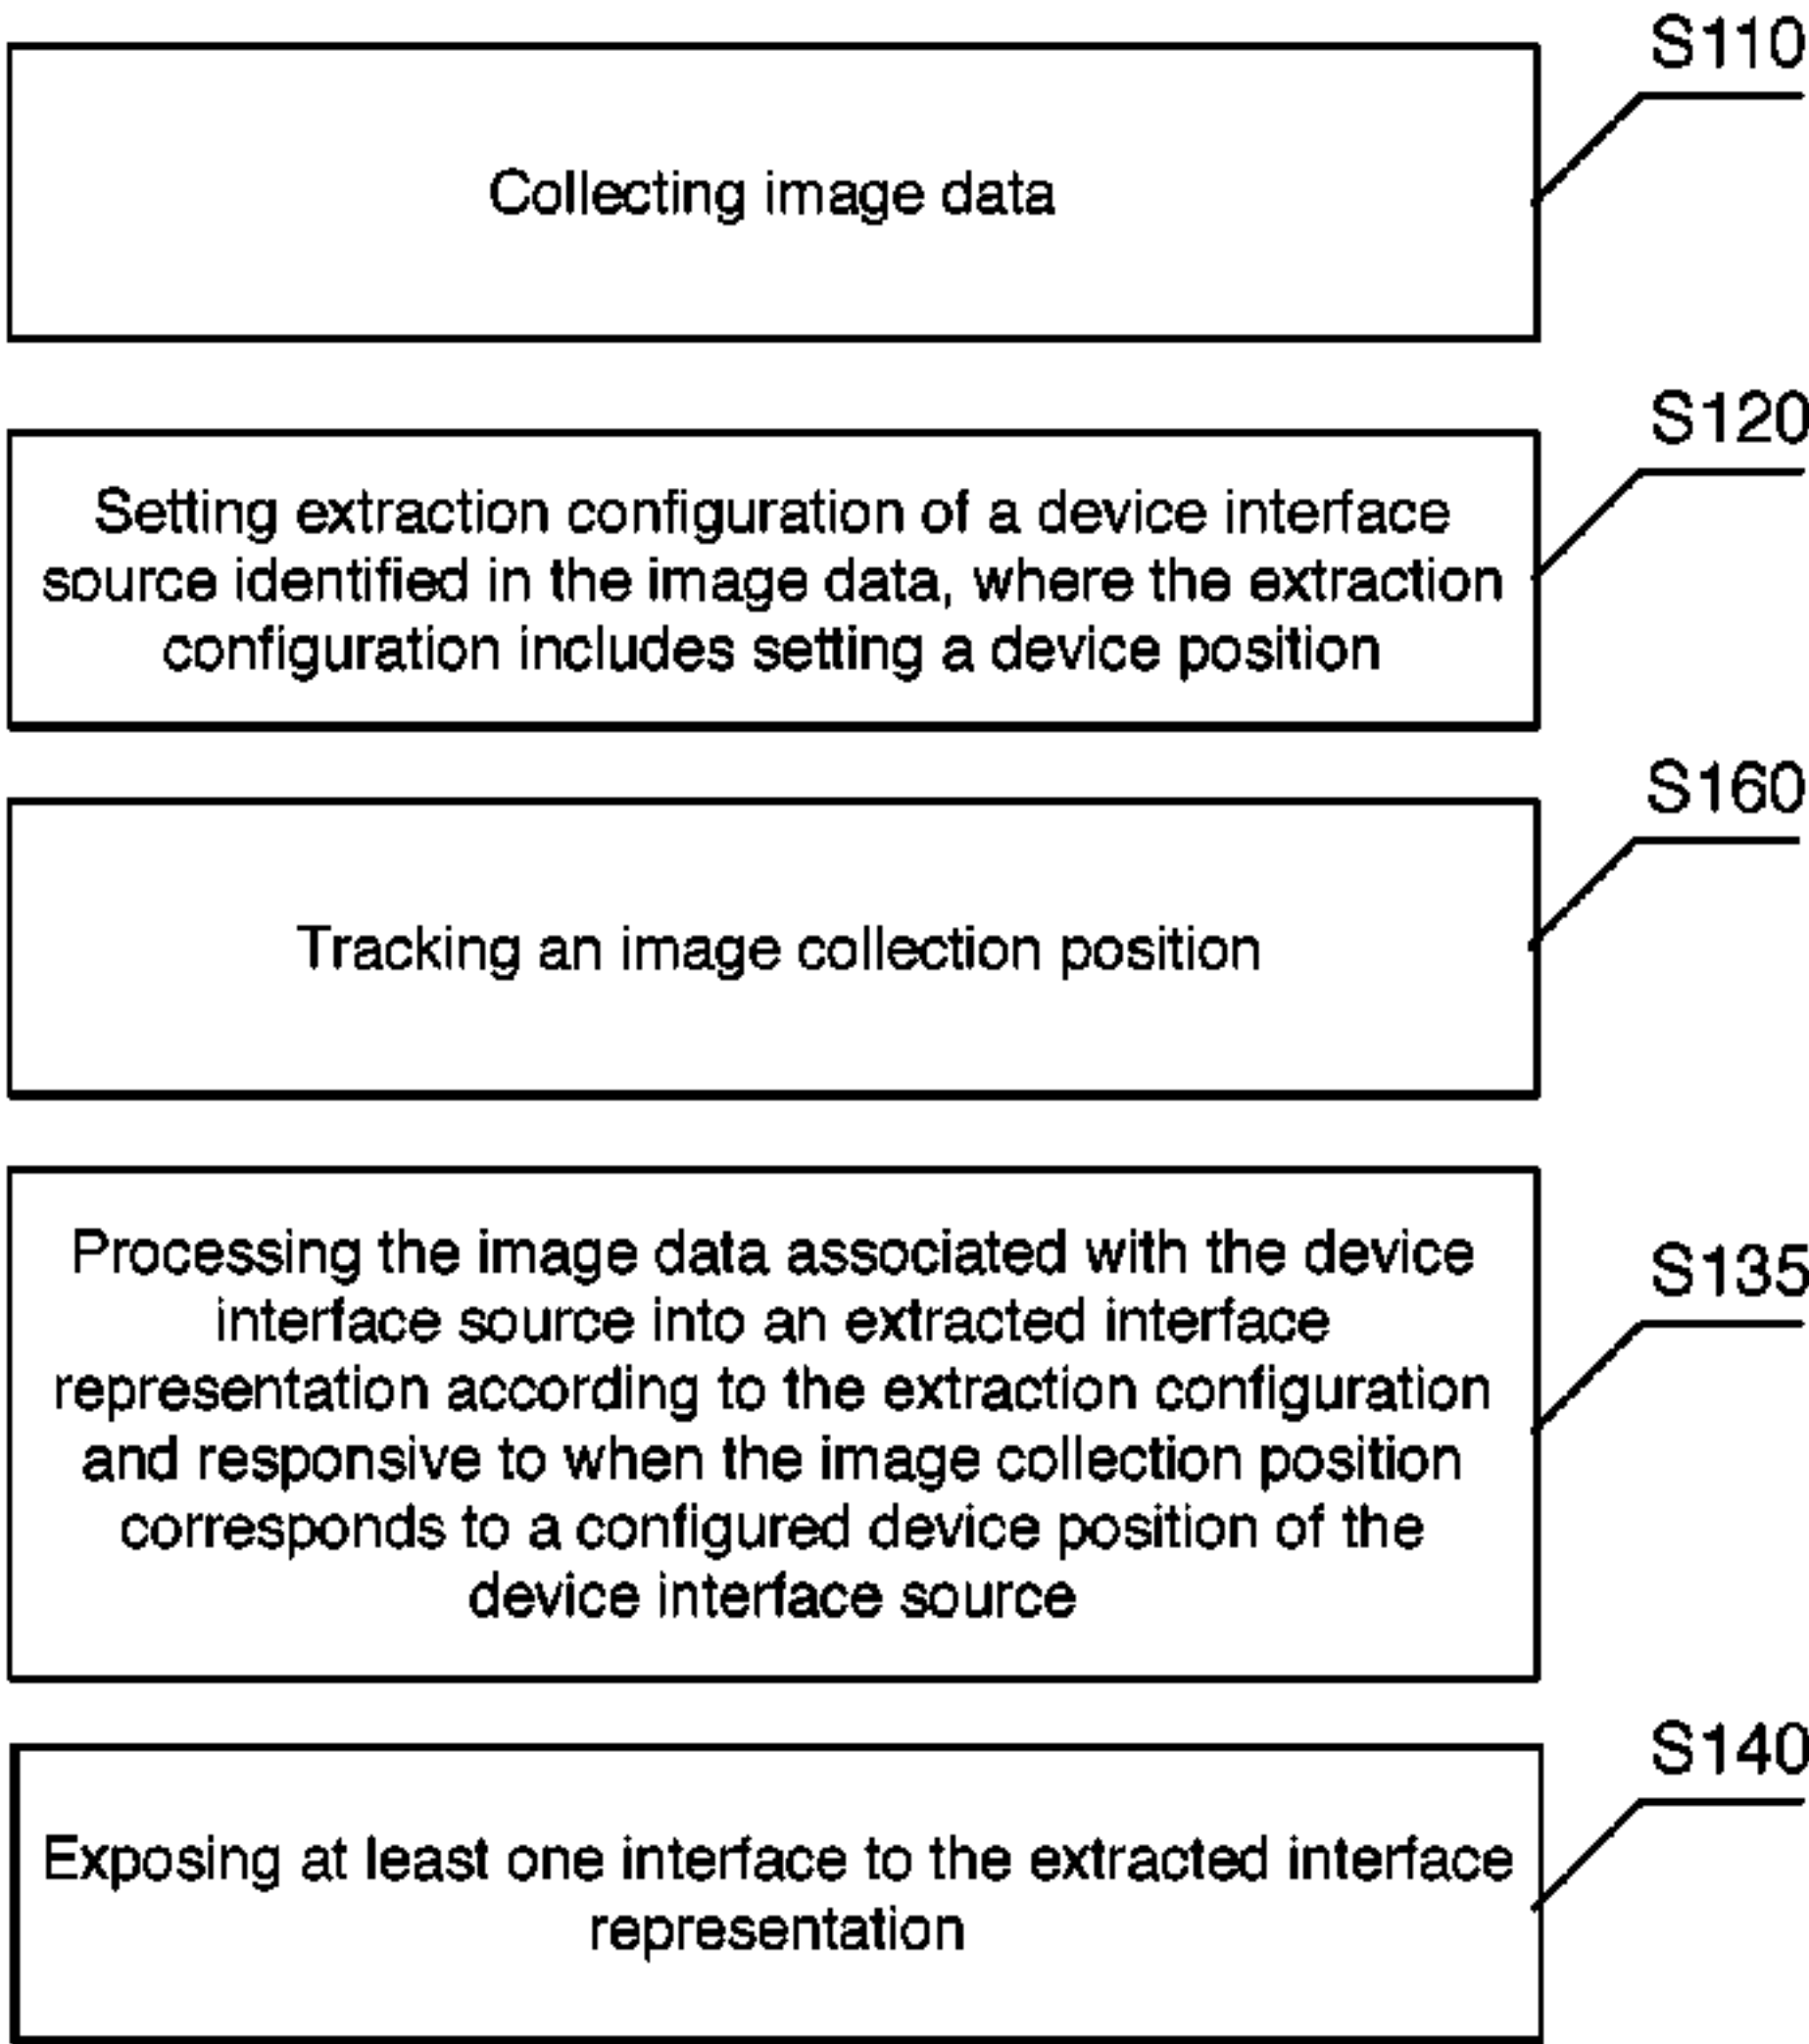 S110
Collecting image data
S120
Setting extraction configuration of a device interface
source identified in the image data, where the extraction
configuration includes setting a device position
S160
Tracking an image collection position
S135
Processing the image data associated with the device
interface source into an extracted interface
representation according to the extraction configuration
and responsive to when the image collection position
corresponds to a configured device position of the
device interface source
S140
Exposing at least one interface to the extracted interface
representation